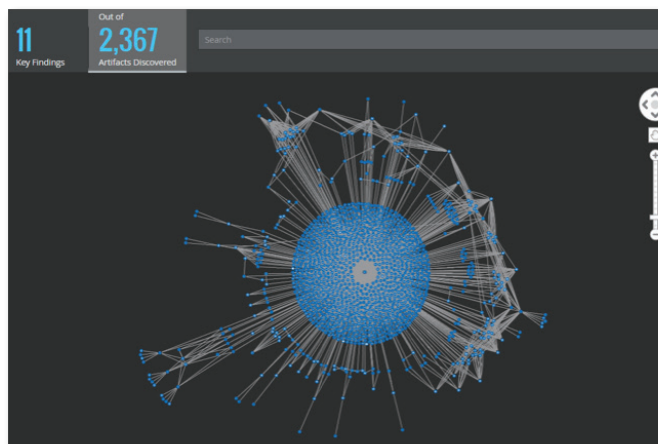 11
Key Findings
Out of
2,367
Artifacts Discovered
Search